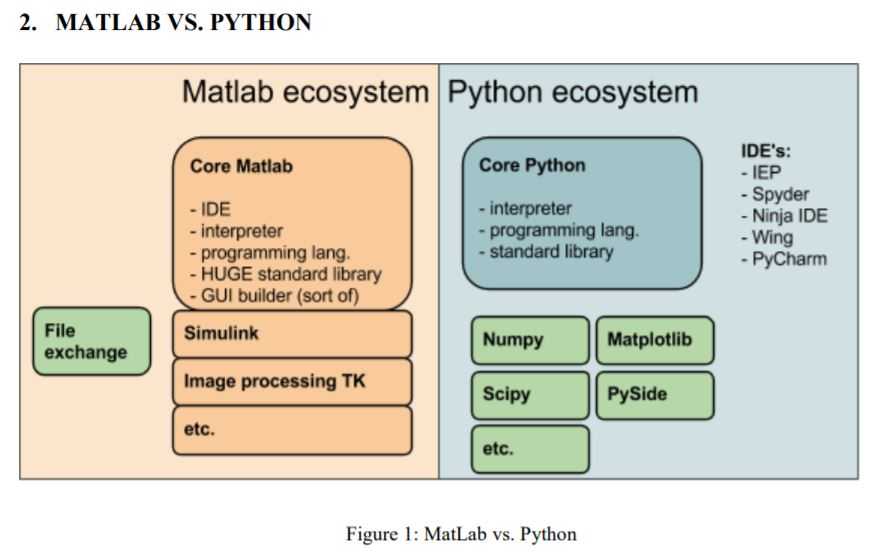 2. MATLAB VS. PYTHON
Matlab ecosystem
Core Matlab
- IDE
- interpreter
- programming lang.
- HUGE standard library
- GUI builder (sort of)
File
exchange
Simulink
Image processing TK
etc.
Python ecosystem
Core Python
- interpreter
- programming lang.
- standard library
IDE's:
- IEP
- Spyder
- Ninja IDE
- Wing
- PyCharm
Numpy
Matplotlib
Scipy
PySide
etc.
Figure 1: MatLab vs. Python